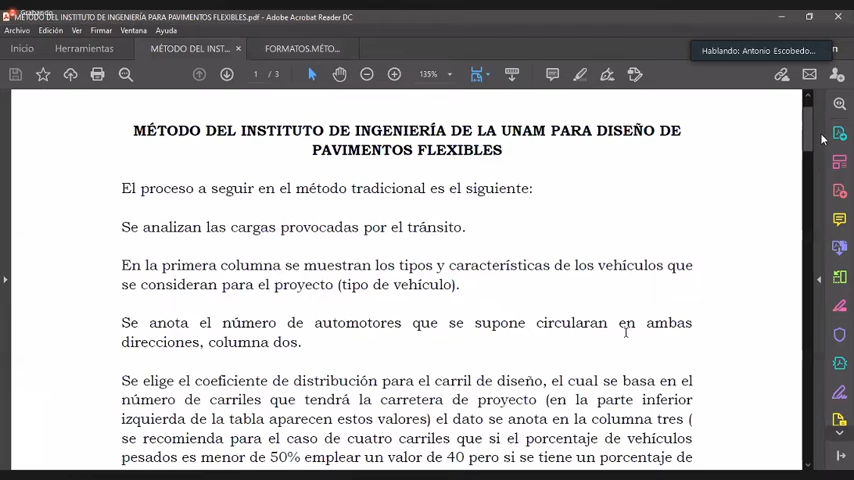 Grabando
MÉTODO DEL INSTITUTO DE INGENIERÍA PARA PAVIMENTOS FLEXIBLES.pdf - Adobe Acrobat Reader DC
Archivo Edición Ver Firmar Ventana Ayuda
Inicio Herramientas MÉTODO DEL INST... × FORMATOS.MÉTO...
Hablando: Antonio Escobedo...
1 / 3 135%
MÉTODO DEL INSTITUTO DE INGENIERÍA DE LA UNAM PARA DISEÑO DE
PAVIMENTOS FLEXIBLES
El proceso a seguir en el método tradicional es el siguiente:
Se analizan las cargas provocadas por el tránsito.
En la primera columna se muestran los tipos y características de los vehículos que
se consideran para el proyecto (tipo de vehículo).
Se anota el número de automotores que se supone circularan en ambas
direcciones, columna dos.
Se elige el coeficiente de distribución para el carril de diseño, el cual se basa en el
número de carriles que tendrá la carretera de proyecto (en la parte inferior
izquierda de la tabla aparecen estos valores) el dato se anota en la columna tres (
se recomienda para el caso de cuatro carriles que si el porcentaje de vehículos
pesados es menor de 50% emplear un valor de 40 pero si se tiene un porcentaje de